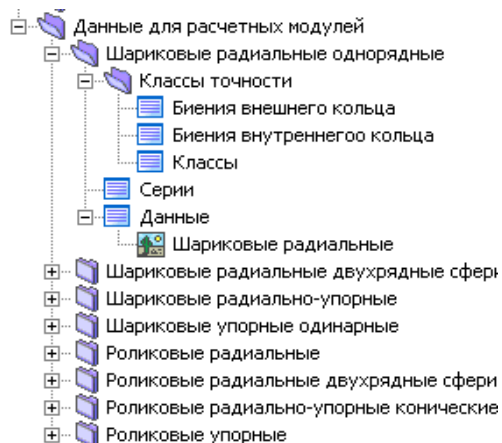 Данные для расчетных модулей
Шариковые радиальные однорядные
Классы точности
Биения внешнего кольца
Биения внутреннегоо кольца
Классы
Серии
Данные
Шариковые радиальные
Шариковые радиальные двухрядные сфери
Шариковые радиально-упорные
Шариковые упорные одинарные
Роликовые радиальные
Роликовые радиальные двухрядные сфери
Роликовые радиально-упорные конические
Роликовые упорные